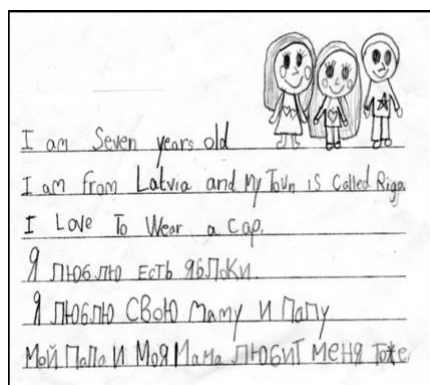 I am Seven years old
I am from Latvia and My Toun is Called Riga.
I Love To Wear a Cap.
Я люблю есть яблоки.
Я люблю свою маму и папу
Мой папа и моя мама любит меня тоже